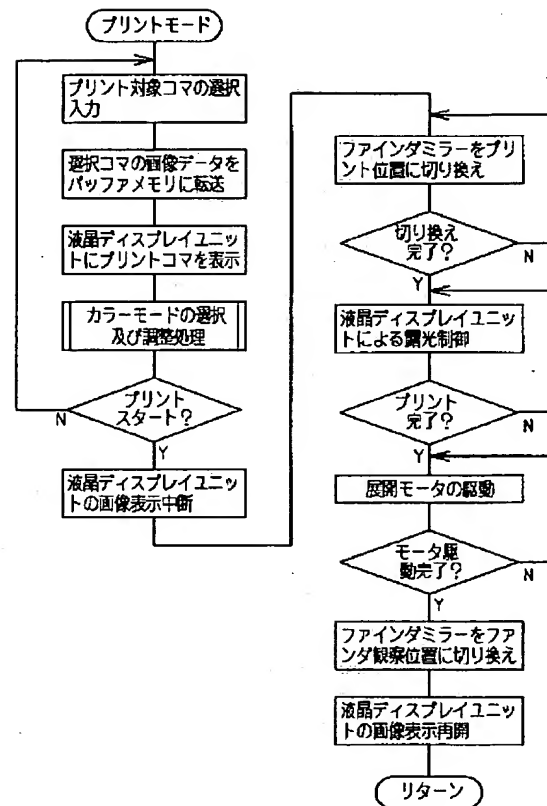 プリントモード
プリント対象コマの選択
入力
選択コマの画像データを
バッファメモリに転送
液晶ディスプレイユニッ
トにプリントコマを表示
カラーモードの選択
及び調整処理
プリント
スタート?
N
Y
液晶ディスプレイユニッ
トの画像表示中断
ファインダミラーをプリ
ント位置に切り換え
切り換え
完了?
N
Y
液晶ディスプレイユニッ
トによる露光制御
プリント
完了?
N
Y
展開モータの駆動
モータ駆
動完了?
N
Y
ファインダミラーをファ
ンダ観察位置に切り換え
液晶ディスプレイユニッ
トの画像表示再開
リターン